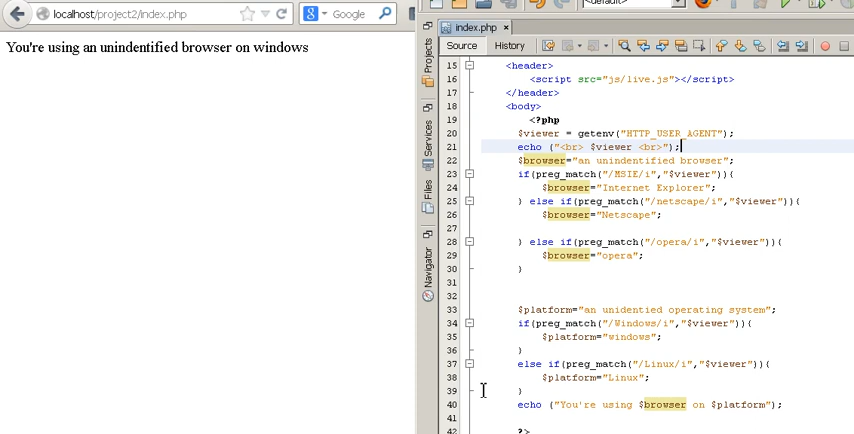 localhost/project2/index.php
Google
You're using an unidentified browser on windows
<default>
index.php
Source History
Projects
Services
Files
Navigator
15 <header>
16 <script src="js/live.js"></script>
17 </header>
18 <body>
19 <?php
20 $viewer = getenv("HTTP_USER_AGENT");
21 echo ("<br> $viewer <br>");
22 $browser="an unidentified browser";
23 if(preg_match("/MSIE/i","$viewer")){
24 $browser="Internet Explorer";
25 } else if(preg_match("/netscape/i","$viewer")){
26 $browser="Netscape";
27
28 } else if(preg_match("/opera/i","$viewer")){
29 $browser="opera";
30 }
31
32
33 $platform="an unidentied operating system";
34 if(preg_match("/Windows/i","$viewer")){
35 $platform="windows";
36 }
37 else if(preg_match("/Linux/i","$viewer")){
38 $platform="Linux";
39 }
40 echo ("You're using $browser on $platform");
41
42 ?>